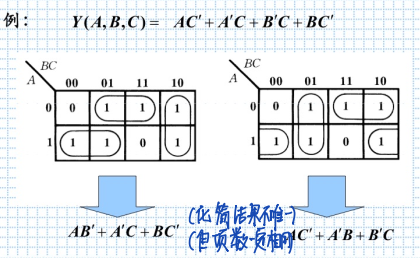 例: Y(A,B,C) = AC′+A′C+B′C+BC′
BC BC
A 00 01 11 10 A 00 01 11 10
0 0 1 1 1 0 0 1 1 1
1 1 1 0 1 1 1 1 0 1
(化简结果不唯一)
AB′+A′C+BC′ AC′+A′B+B′C
(但项数一定相同)